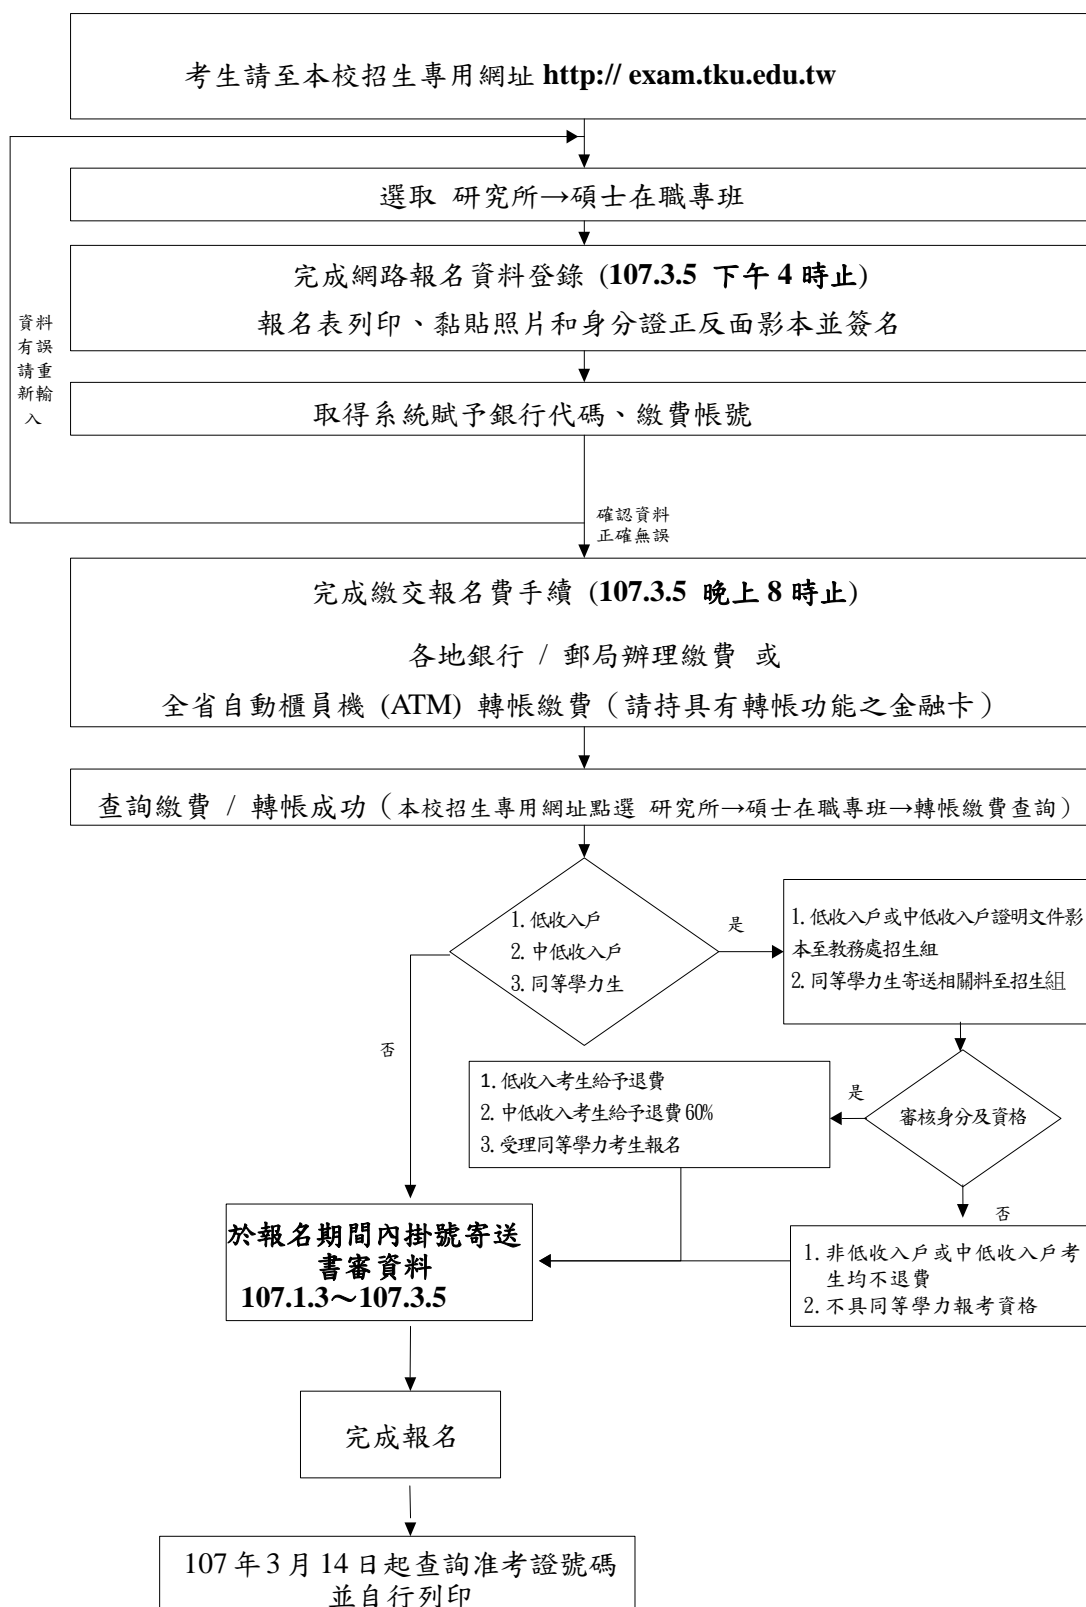 考生請至本校招生專用網址 http:// exam.tku.edu.tw
選取 研究所→碩士在職專班
完成網路報名資料登錄 (107.3.5 下午 4 時止)
報名表列印、黏貼照片和身分證正反面影本並簽名
資料
有誤
請重
新輸
入
取得系統賦予銀行代碼、繳費帳號
確認資料
正確無誤
完成繳交報名費手續 (107.3.5 晚上 8 時止)
各地銀行 / 郵局辦理繳費 或
全省自動櫃員機 (ATM) 轉帳繳費（請持具有轉帳功能之金融卡）
查詢繳費 / 轉帳成功（本校招生專用網址點選 研究所→碩士在職專班→轉帳繳費查詢）
1. 低收入戶
2. 中低收入戶
3. 同等學力生
是
1. 低收入戶或中低收入戶證明文件影
本至教務處招生組
2. 同等學力生寄送相關料至招生組
否
1. 低收入考生給予退費
2. 中低收入考生給予退費 60%
3. 受理同等學力考生報名
是
審核身分及資格
否
於報名期間內掛號寄送
書審資料
107.1.3～107.3.5
1. 非低收入戶或中低收入戶考
生均不退費
2. 不具同等學力報考資格
完成報名
107 年 3 月 14 日起查詢准考證號碼
並自行列印